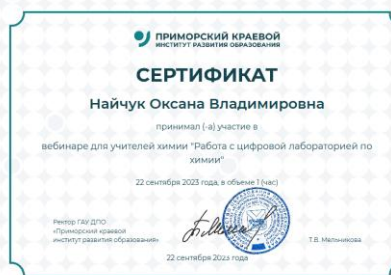 ПРИМОРСКИЙ КРАЕВОЙ
ИНСТИТУТ РАЗВИТИЯ ОБРАЗОВАНИЯ
СЕРТИФИКАТ
Найчук Оксана Владимировна
принимал (-а) участие в
вебинаре для учителей химии "Работа с цифровой лабораторией по
химии"
22 сентября 2023 года, в объеме 1 (час)
Ректор ГАУ ДПО
«Приморский краевой
институт развития образования»
Т.В. Мельникова
22 сентября 2023 года